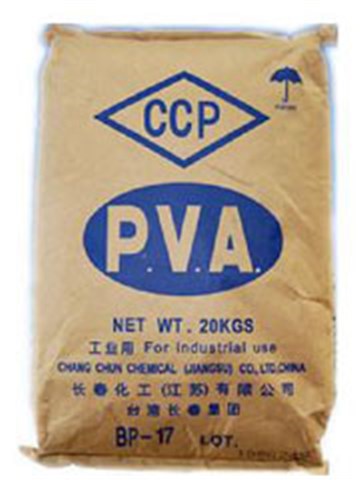 CCP
P.V.A.
NET WT. 20KGS
工业用 For industrial use
CHANG CHUN CHEMICAL (JIANGSU) CO., LTD.CHINA
长春化工(江苏)有限公司
台湾长春集团
BP-17 LOT.